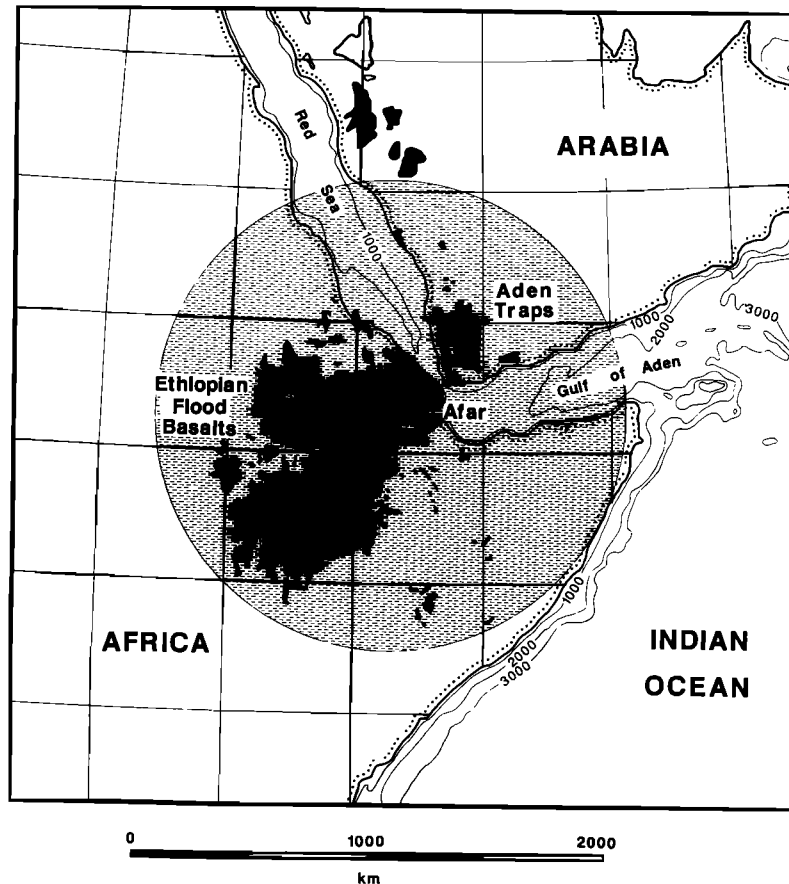 Red
Sea
1000
ARABIA
Aden
Traps
1000
2000
3000
Gulf of Aden
Ethiopian
Flood
Basalts
Afar
AFRICA
1000
2000
3000
INDIAN
OCEAN
0 1000 2000
km